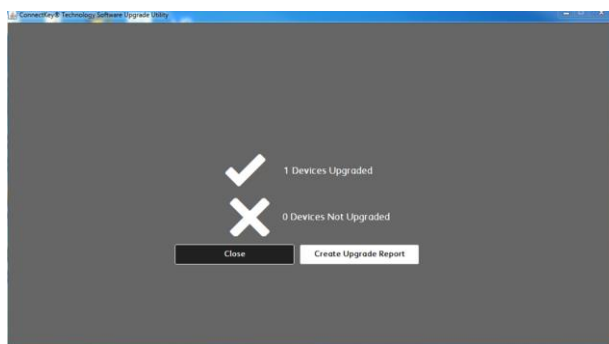 ConnectKey® Technology Software Upgrade Utility
1 Devices Upgraded
0 Devices Not Upgraded
Close
Create Upgrade Report